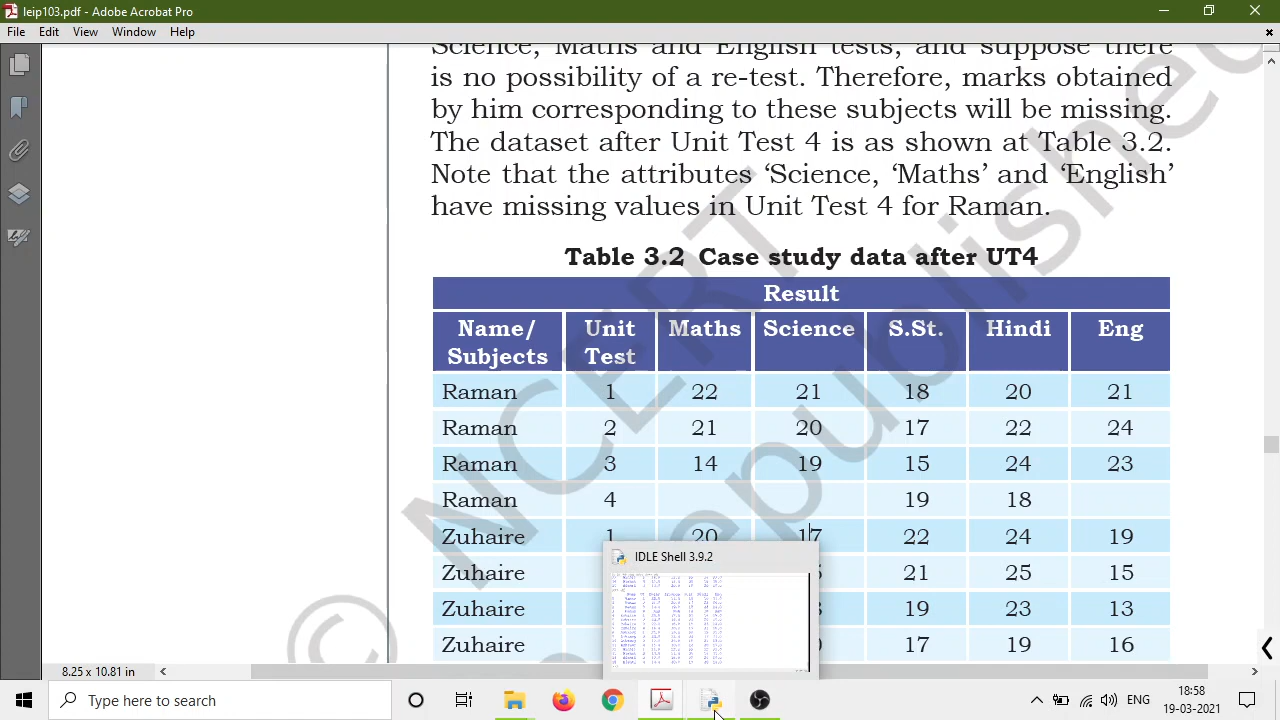 leip103.pdf - Adobe Acrobat Pro
File Edit View Window Help
Science, Maths and English tests, and suppose there
is no possibility of a re-test. Therefore, marks obtained
by him corresponding to these subjects will be missing.
The dataset after Unit Test 4 is as shown at Table 3.2.
Note that the attributes ‘Science, ‘Maths’ and ‘English’
have missing values in Unit Test 4 for Raman.
Table 3.2 Case study data after UT4
Result
Name/ Subjects Unit Test Maths Science S.St. Hindi Eng
Raman 1 22 21 18 20 21
Raman 2 21 20 17 22 24
Raman 3 14 19 15 24 23
Raman 4 19 18
Zuhaire 1 20 17 22 24 19
Zuhaire 21 25 15
Zuhaire 19 23 13
Zuhaire 17 19 16
© NCERT
republished
IDLE Shell 3.9.2
8.25 x 10.81 in
Type here to search
ENG
18:58
19-03-2021